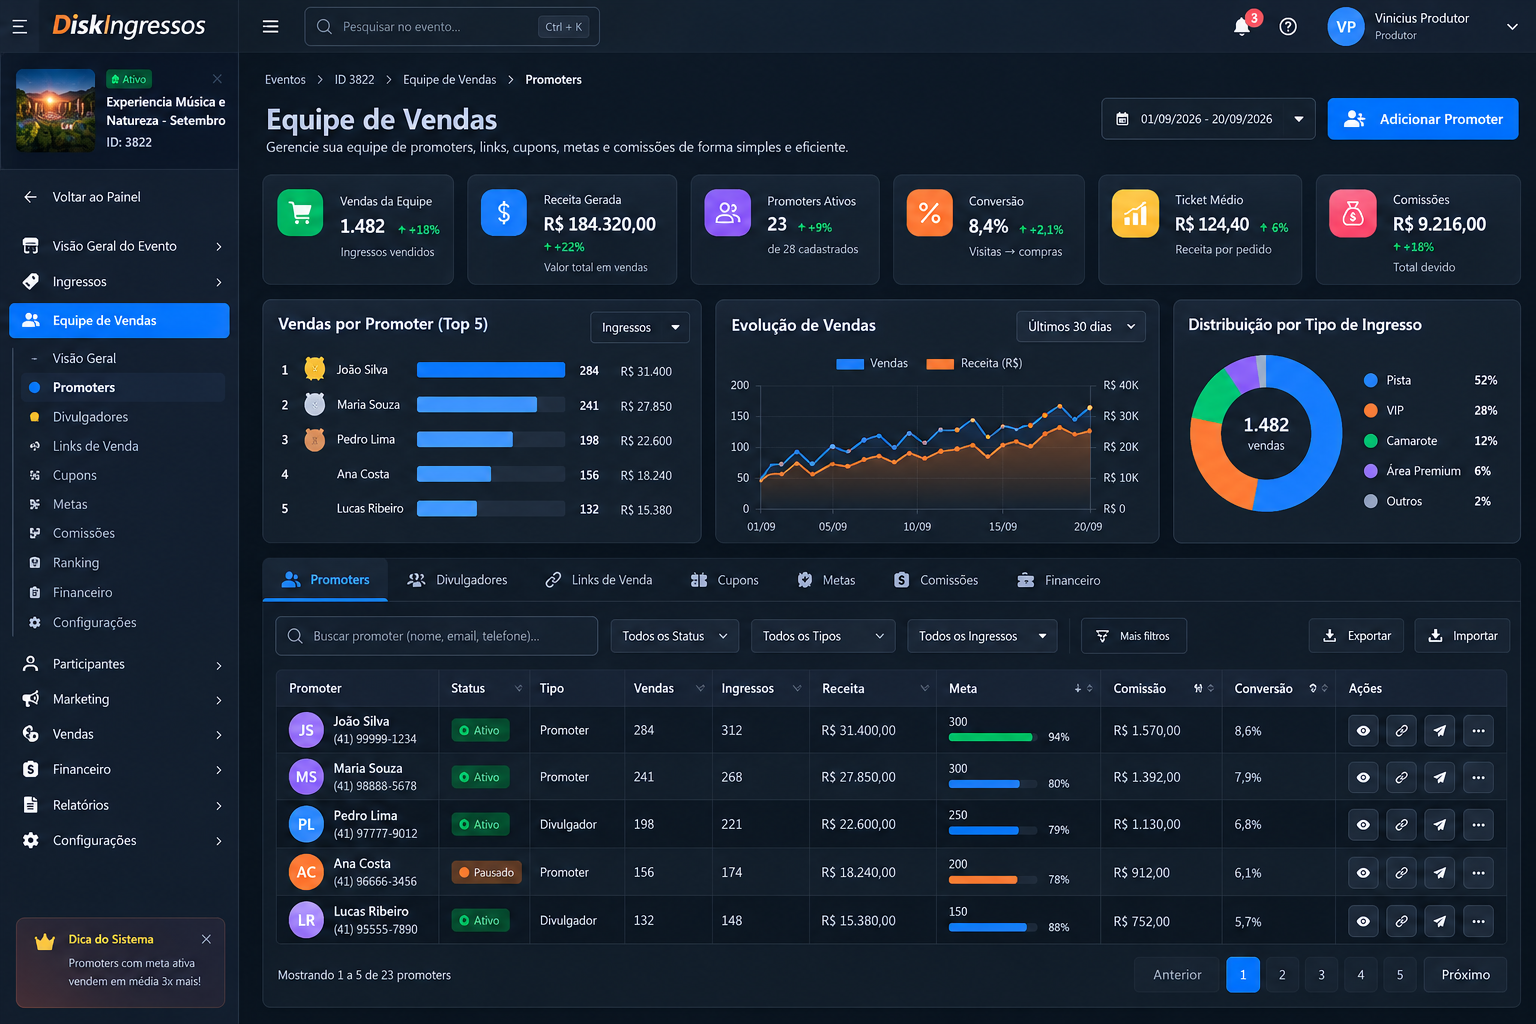 DiskIngressos
Pesquisar no evento...
Ctrl + K
3
VP
Vinicius Produtor
Produtor
Ativo
Experiencia Música e
Natureza - Setembro
ID: 3822
Voltar ao Painel
Visão Geral do Evento
Ingressos
Equipe de Vendas
Visão Geral
Promoters
Divulgadores
Links de Venda
Cupons
Metas
Comissões
Ranking
Financeiro
Configurações
Participantes
Marketing
Vendas
Financeiro
Relatórios
Configurações
Dica do Sistema
Promoters com meta ativa
vendem em média 3x mais!
Eventos > ID 3822 > Equipe de Vendas > Promoters
Equipe de Vendas
Gerencie sua equipe de promoters, links, cupons, metas e comissões de forma simples e eficiente.
01/09/2026 - 20/09/2026
Adicionar Promoter
Vendas da Equipe
1.482 +18%
Ingressos vendidos
Receita Gerada
R$ 184.320,00
+22%
Valor total em vendas
Promoters Ativos
23 +9%
de 28 cadastrados
Conversão
8,4% +2,1%
Visitas → compras
Ticket Médio
R$ 124,40 6%
Receita por pedido
Comissões
R$ 9.216,00
+18%
Total devido
Vendas por Promoter (Top 5)
Ingressos
1 João Silva 284 R$ 31.400
2 Maria Souza 241 R$ 27.850
3 Pedro Lima 198 R$ 22.600
4 Ana Costa 156 R$ 18.240
5 Lucas Ribeiro 132 R$ 15.380
Evolução de Vendas
Últimos 30 dias
Vendas Receita (R$)
200 R$ 40K
150 R$ 30K
100 R$ 20K
50 R$ 10K
0 R$ 0
01/09 05/09 10/09 15/09 20/09
Distribuição por Tipo de Ingresso
1.482
vendas
Pista 52%
VIP 28%
Camarote 12%
Área Premium 6%
Outros 2%
Promoters Divulgadores Links de Venda Cupons Metas Comissões Financeiro
Buscar promoter (nome, email, telefone)...
Todos os Status
Todos os Tipos
Todos os Ingressos
Mais filtros
Exportar
Importar
Promoter Status Tipo Vendas Ingressos Receita Meta Comissão Conversão Ações
JS João Silva (41) 99999-1234 Ativo Promoter 284 312 R$ 31.400,00 300 94% R$ 1.570,00 8,6%
MS Maria Souza (41) 98888-5678 Ativo Promoter 241 268 R$ 27.850,00 300 80% R$ 1.392,00 7,9%
PL Pedro Lima (41) 97777-9012 Ativo Divulgador 198 221 R$ 22.600,00 250 79% R$ 1.130,00 6,8%
AC Ana Costa (41) 96666-3456 Pausado Promoter 156 174 R$ 18.240,00 200 78% R$ 912,00 6,1%
LR Lucas Ribeiro (41) 95555-7890 Ativo Divulgador 132 148 R$ 15.380,00 150 88% R$ 752,00 5,7%
Mostrando 1 a 5 de 23 promoters
Anterior 1 2 3 4 5 Próximo